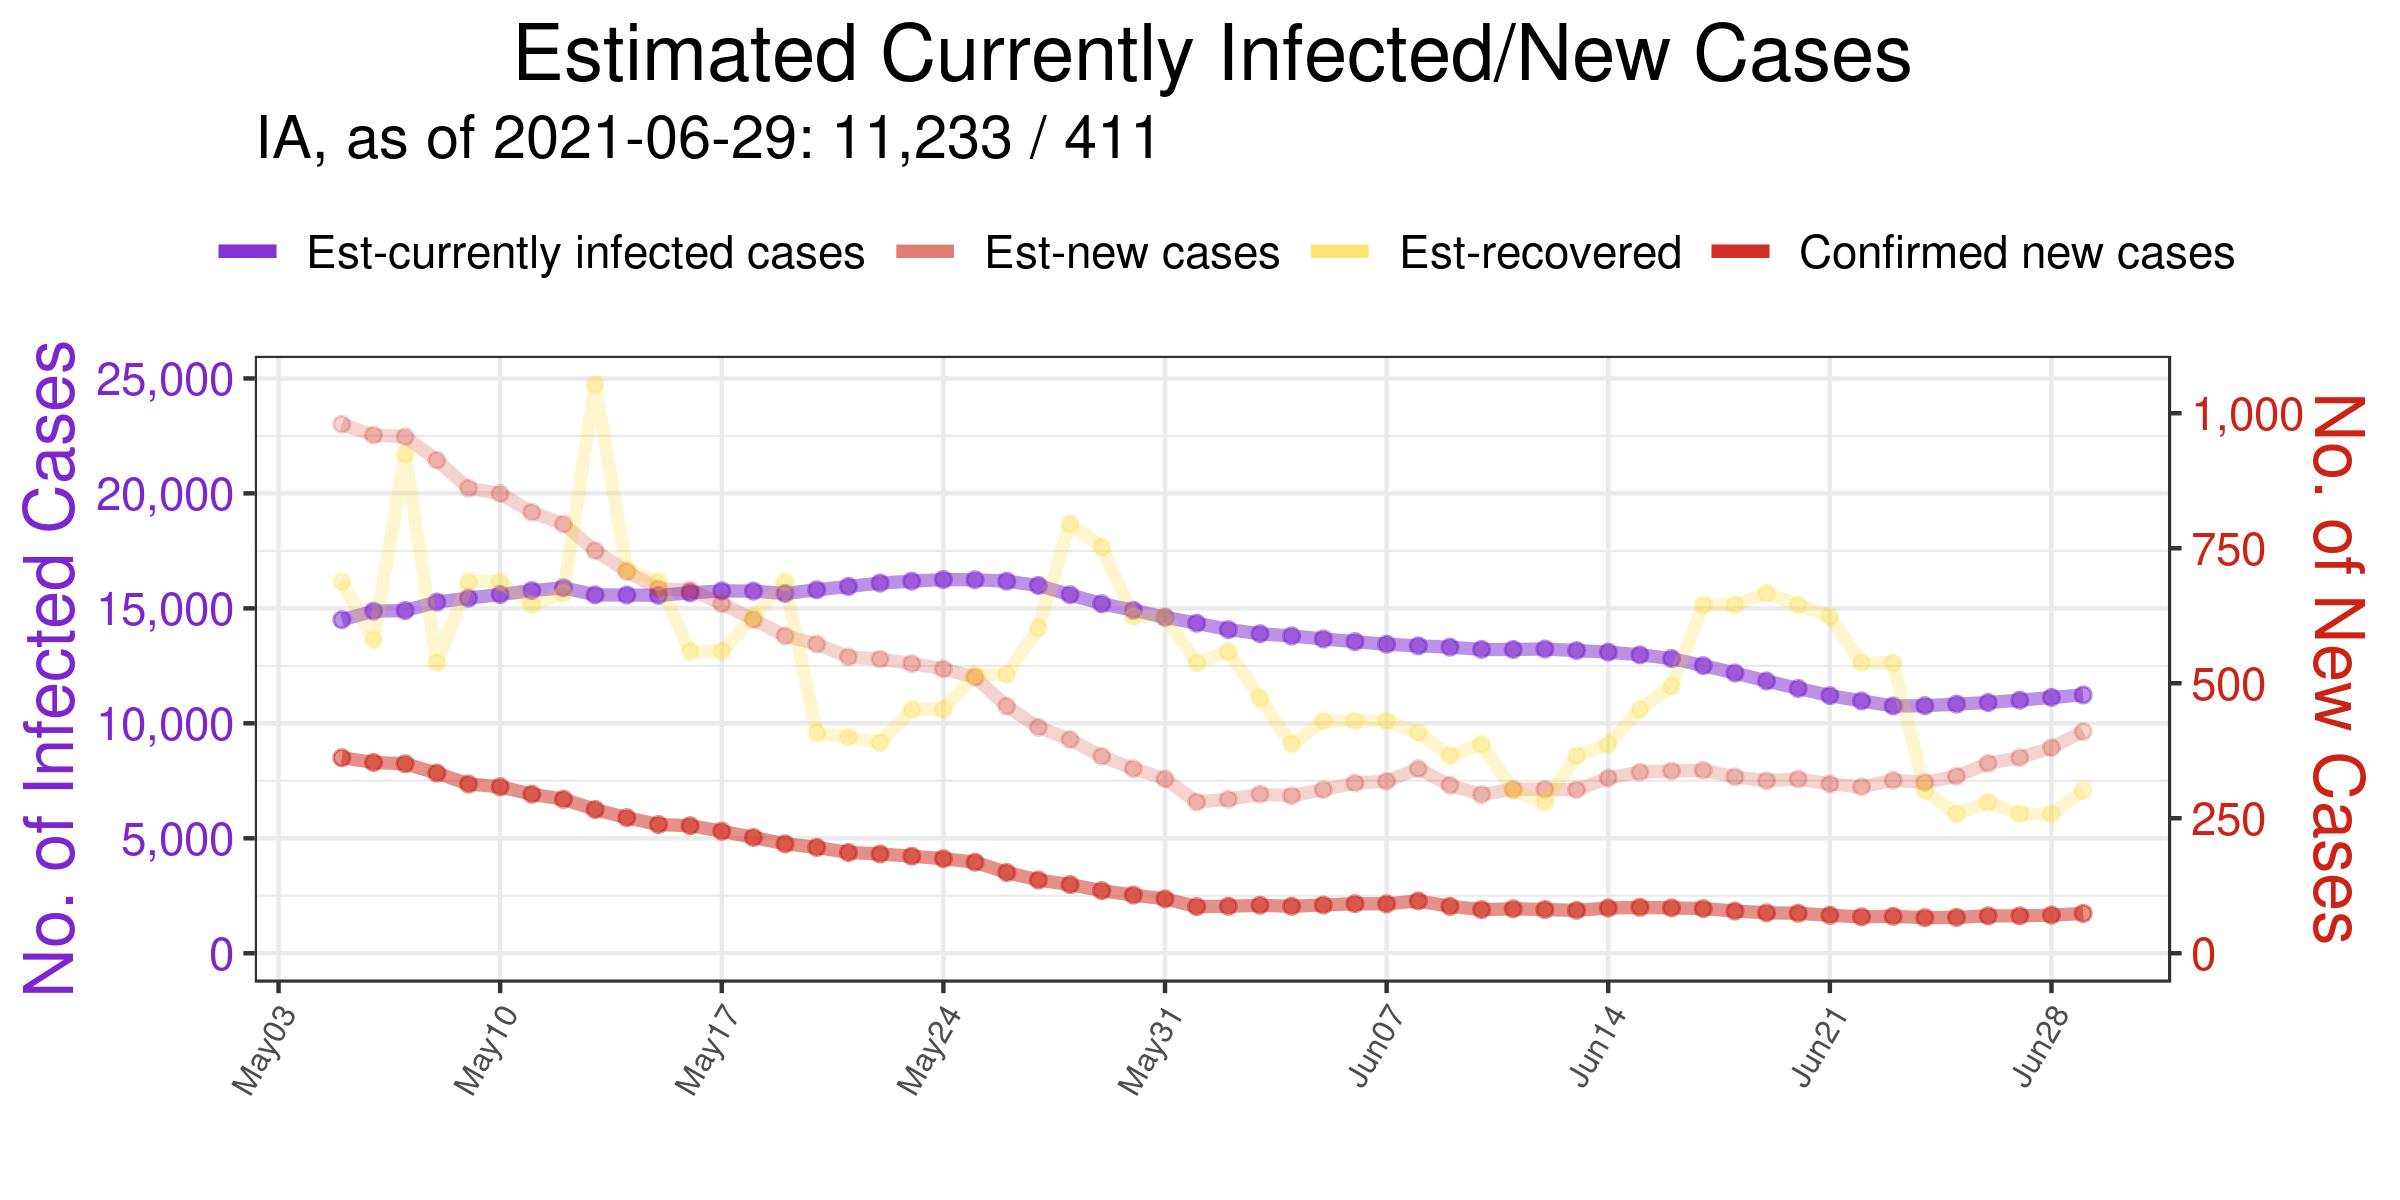 Estimated Currently Infected/New Cases
IA, as of 2021-06-29: 11,233 / 411
Est-currently infected cases Est-new cases Est-recovered Confirmed new cases
No. of Infected Cases
25,000
20,000
15,000
10,000
5,000
0
1,000
750
500
250
0
No. of New Cases
May03 May10 May17 May24 May31 Jun07 Jun14 Jun21 Jun28